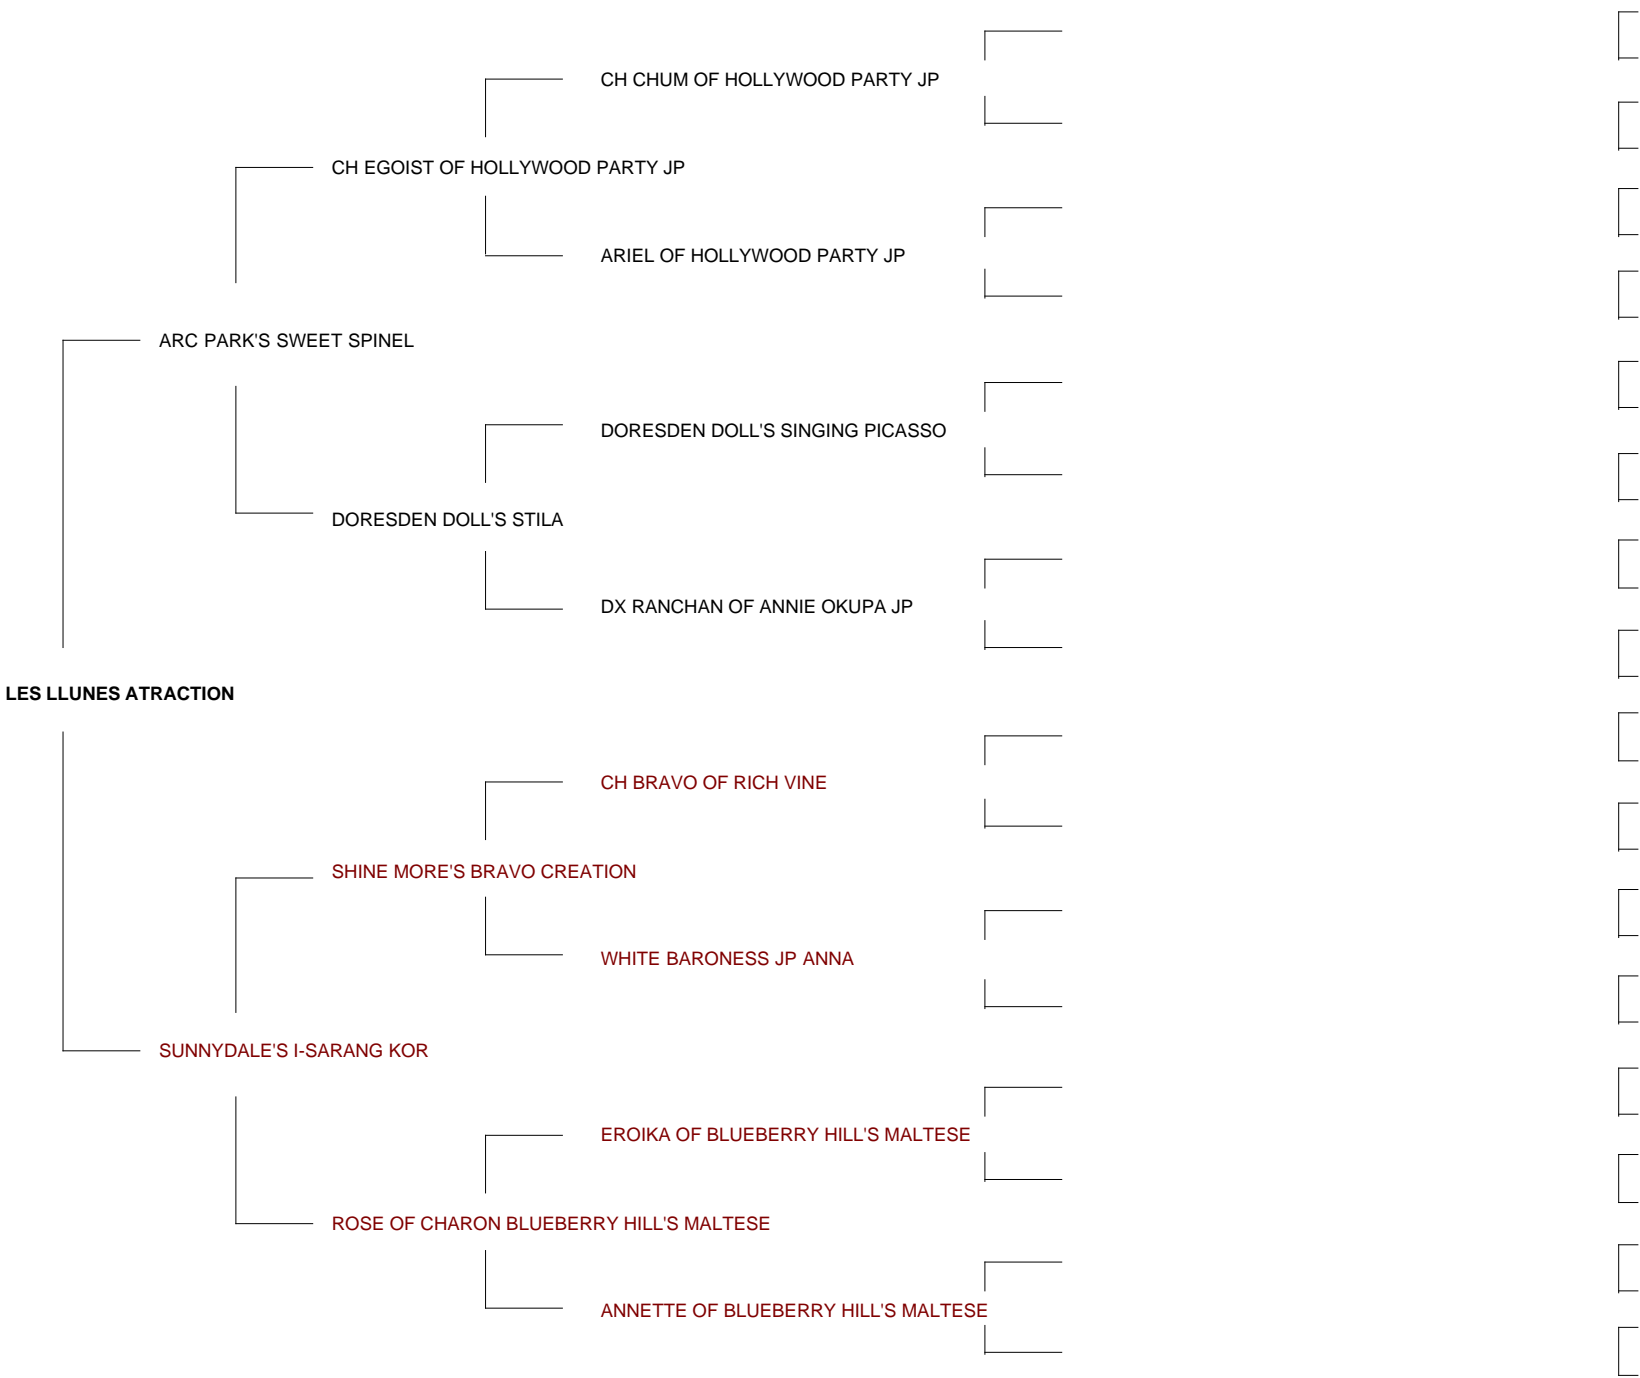 CH CHUM OF HOLLYWOOD PARTY JP
CH EGOIST OF HOLLYWOOD PARTY JP
ARIEL OF HOLLYWOOD PARTY JP
ARC PARK'S SWEET SPINEL
DORESDEN DOLL'S SINGING PICASSO
DORESDEN DOLL'S STILA
DX RANCHAN OF ANNIE OKUPA JP
LES LLUNES ATRACTION
CH BRAVO OF RICH VINE
SHINE MORE'S BRAVO CREATION
WHITE BARONESS JP ANNA
SUNNYDALE'S I-SARANG KOR
EROIKA OF BLUEBERRY HILL'S MALTESE
ROSE OF CHARON BLUEBERRY HILL'S MALTESE
ANNETTE OF BLUEBERRY HILL'S MALTESE